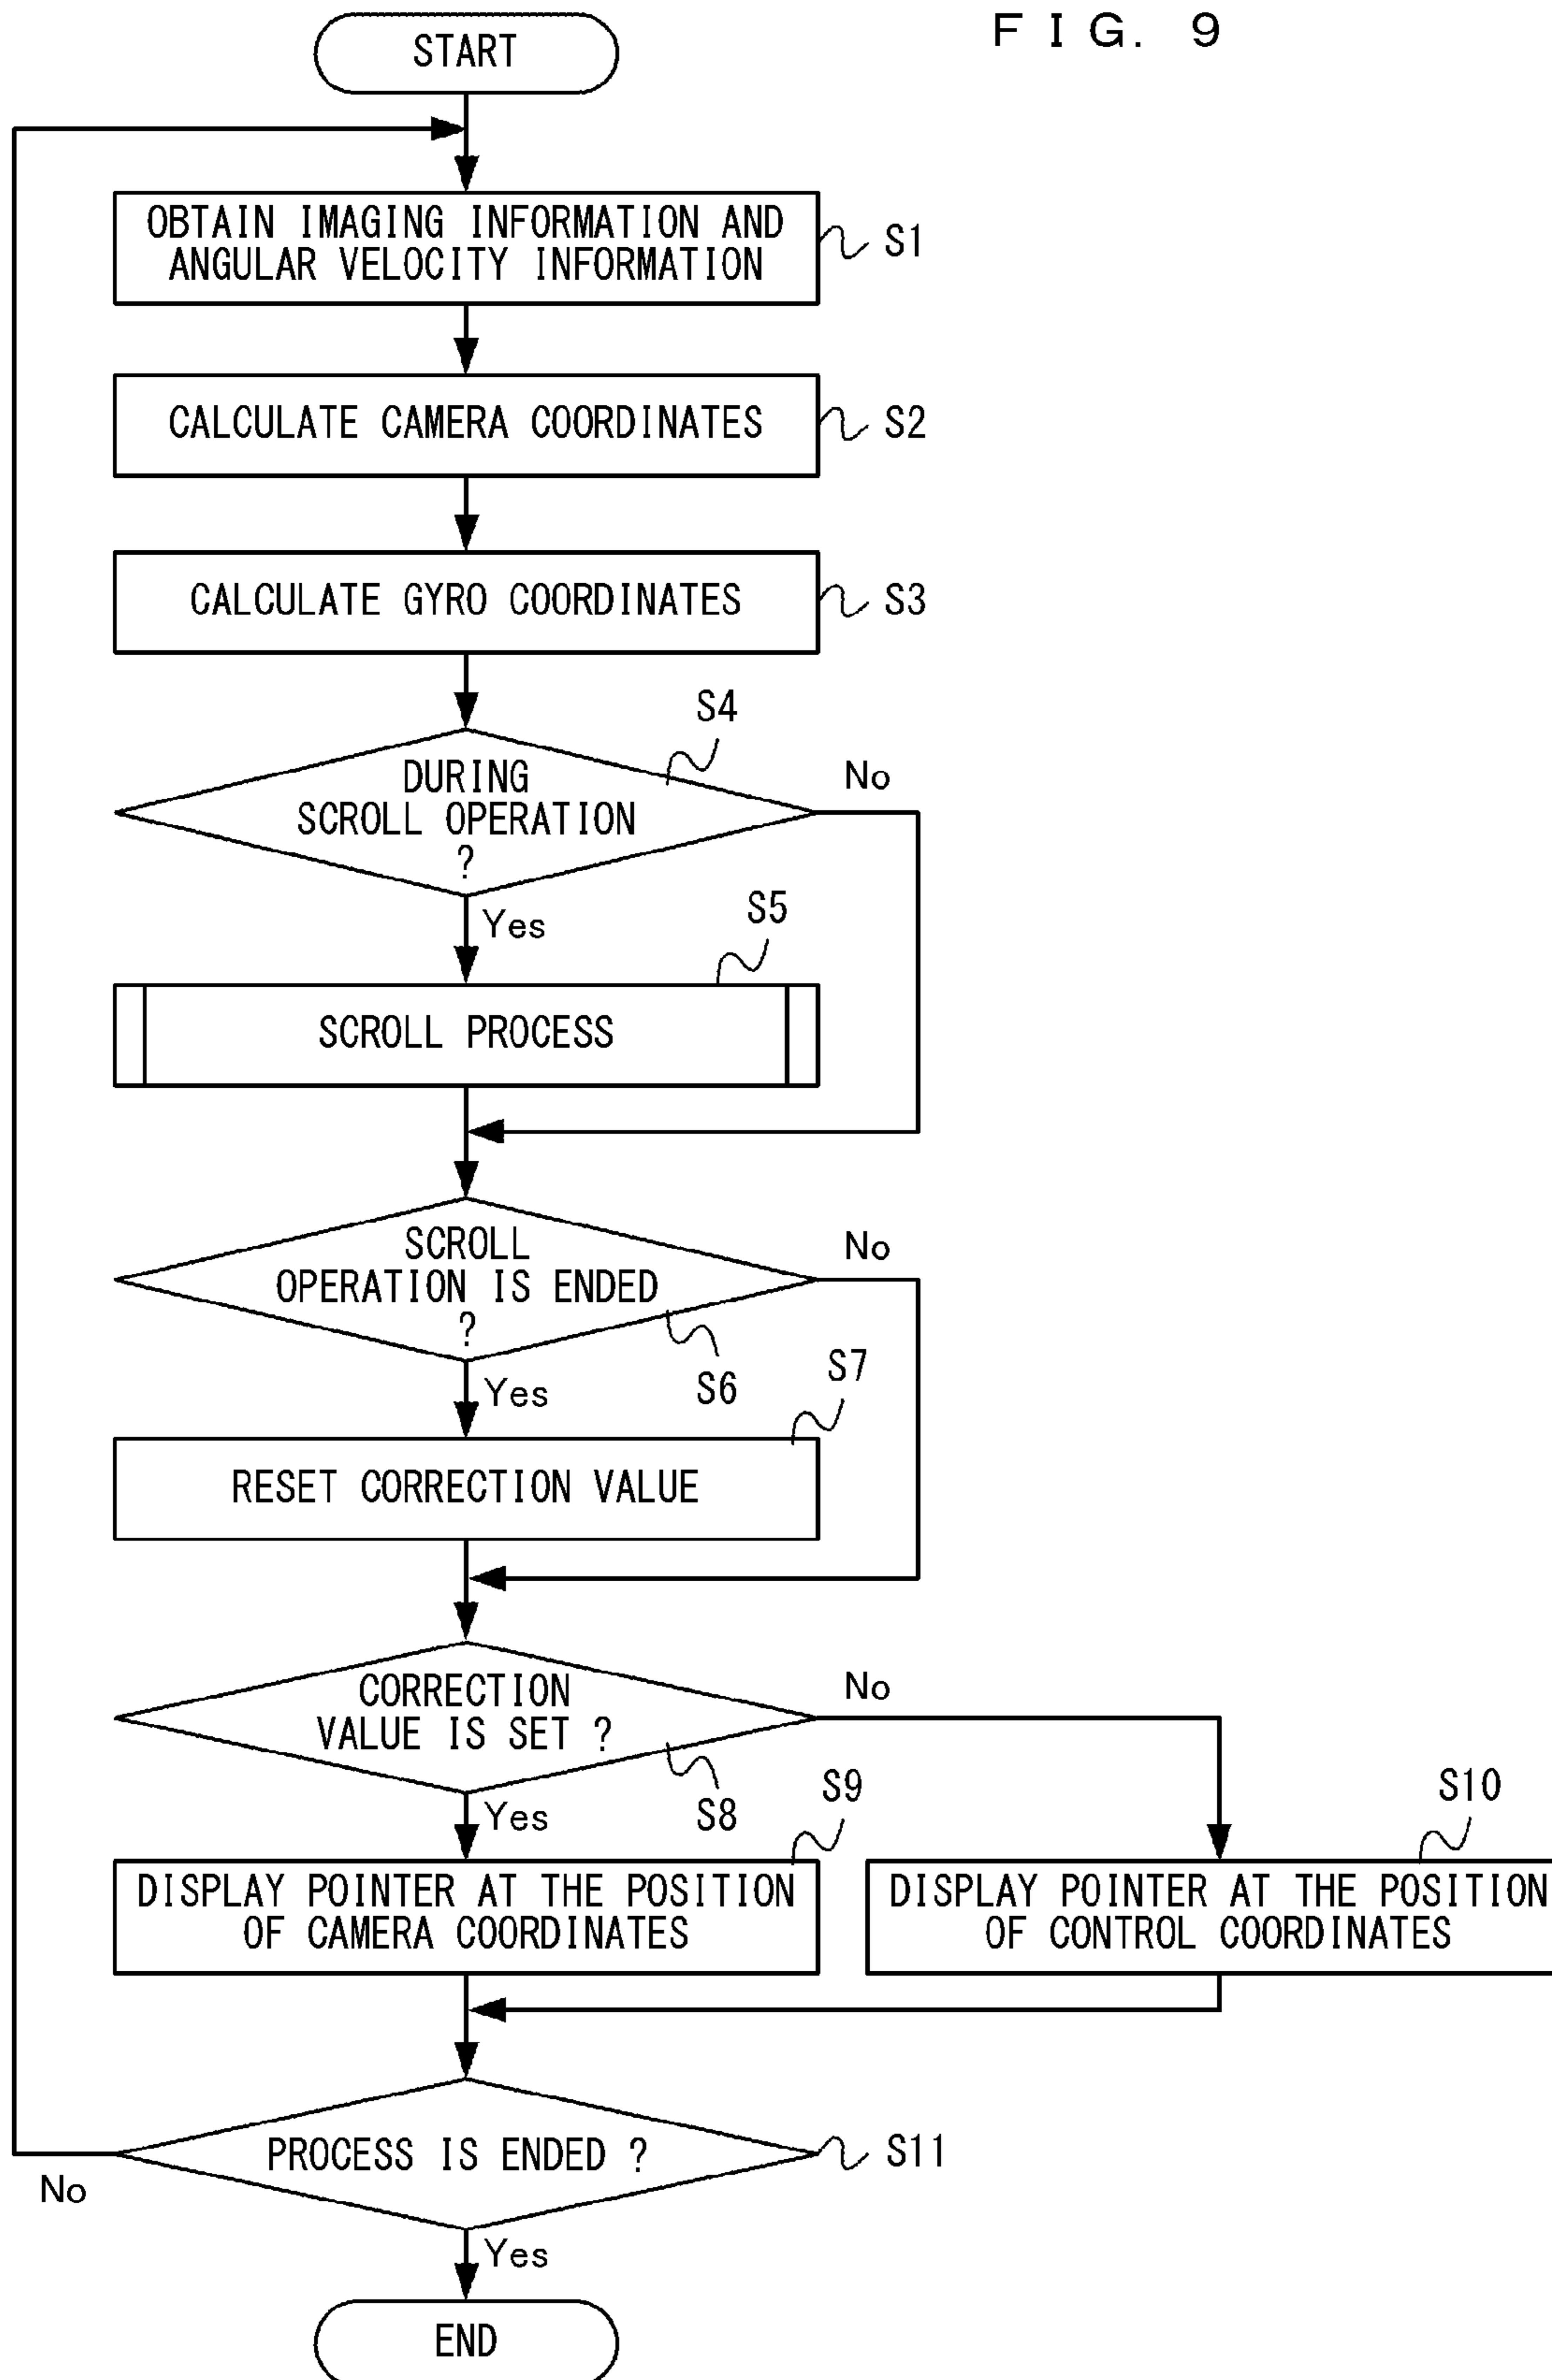 FIG. 9
START
OBTAIN IMAGING INFORMATION AND
ANGULAR VELOCITY INFORMATION
S1
CALCULATE CAMERA COORDINATES
S2
CALCULATE GYRO COORDINATES
S3
S4
DURING
SCROLL OPERATION
?
No
Yes
S5
SCROLL PROCESS
SCROLL
OPERATION IS ENDED
?
No
S6
Yes
S7
RESET CORRECTION VALUE
CORRECTION
VALUE IS SET ?
No
S8
Yes
S9
S10
DISPLAY POINTER AT THE POSITION
OF CAMERA COORDINATES
DISPLAY POINTER AT THE POSITION
OF CONTROL COORDINATES
PROCESS IS ENDED ?
S11
No
Yes
END